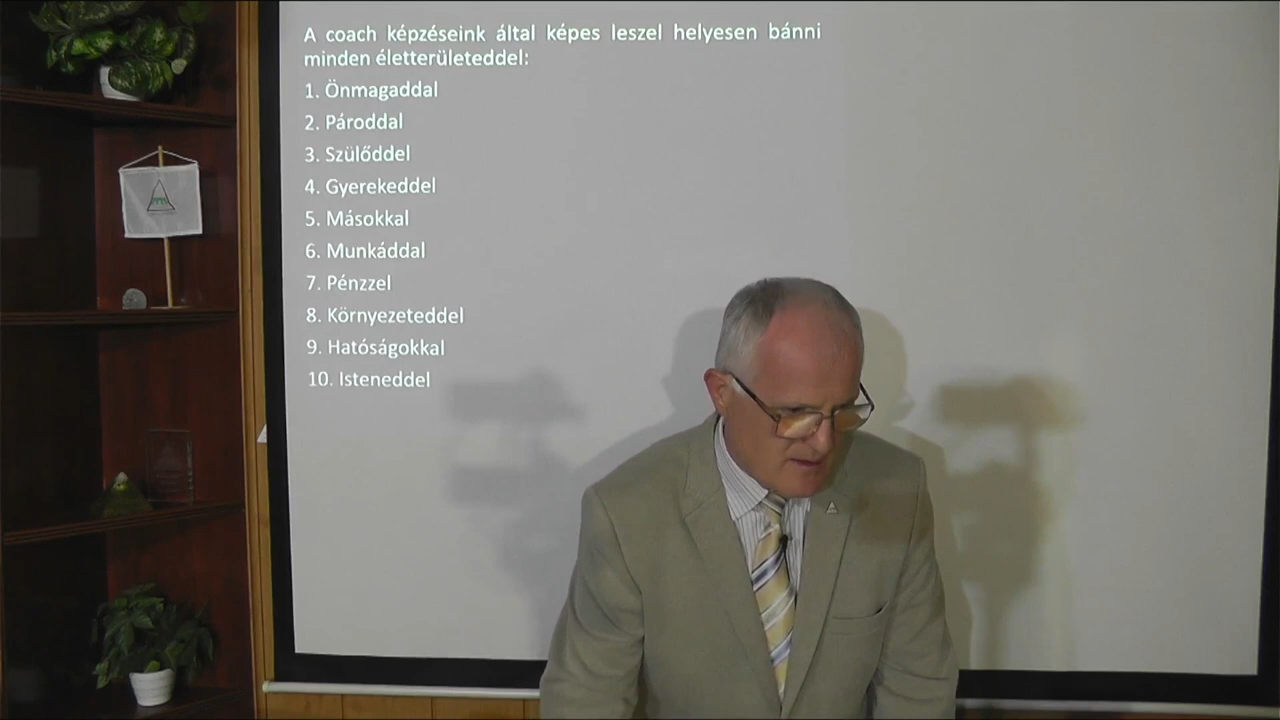 A coach képzéseink által képes leszel helyesen bánni
minden életterületeddel:
1. Önmagaddal
2. Pároddal
3. Szülőddel
4. Gyerekeddel
5. Másokkal
6. Munkáddal
7. Pénzzel
8. Környezeteddel
9. Hatóságokkal
10. Isteneddel